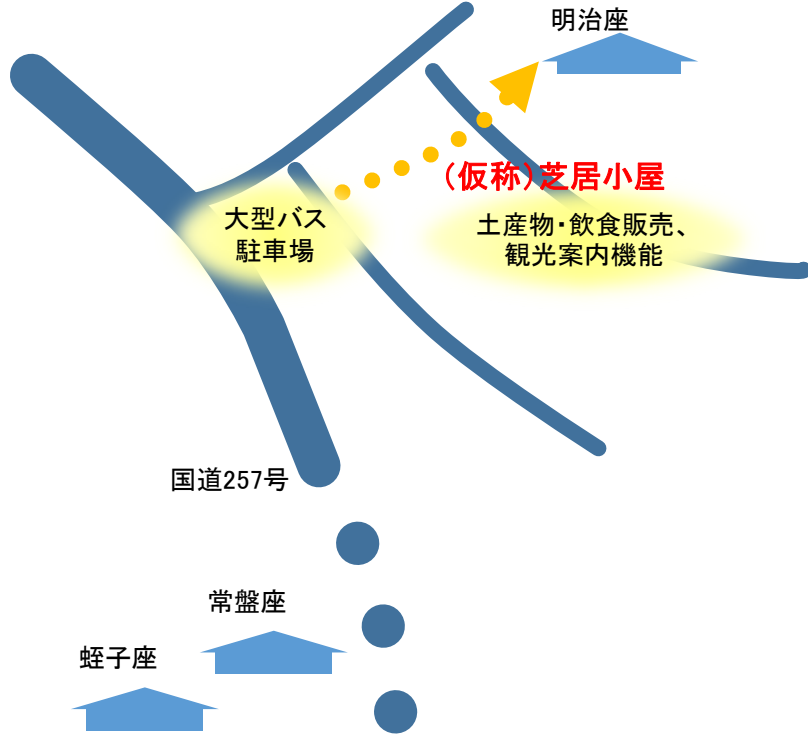 明治座
(仮称)芝居小屋
大型バス
駐車場
土産物・飲食販売、
観光案内機能
国道257号
常盤座
蛭子座